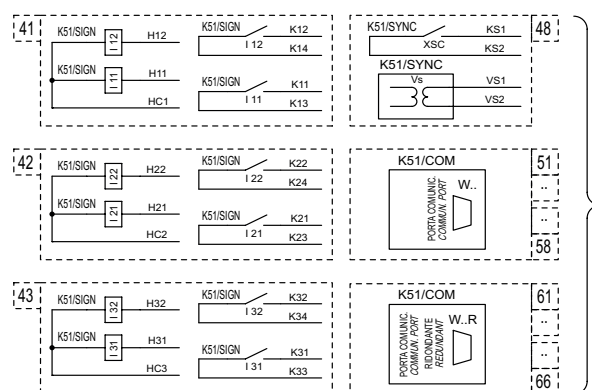 41
K51/SIGN
I 12
H12
K51/SIGN
I 11
H11
HC1
K51/SIGN
K12
I 12
K14
K51/SIGN
K11
I 11
K13
48
K51/SYNC
KS1
XSC
KS2
K51/SYNC
Vs
VS1
VS2
42
K51/SIGN
I 22
H22
K51/SIGN
I 21
H21
HC2
K51/SIGN
K22
I 22
K24
K51/SIGN
K21
I 21
K23
51
..
..
58
K51/COM
PORTA COMUNIC.
COMMUN. PORT
W..
43
K51/SIGN
I 32
H32
K51/SIGN
I 31
H31
HC3
K51/SIGN
K32
I 32
K34
K51/SIGN
K31
I 31
K33
61
..
..
66
K51/COM
PORTA COMUNIC.
COMMUN. PORT
RIDONDANTE
REDUNDANT
W..R